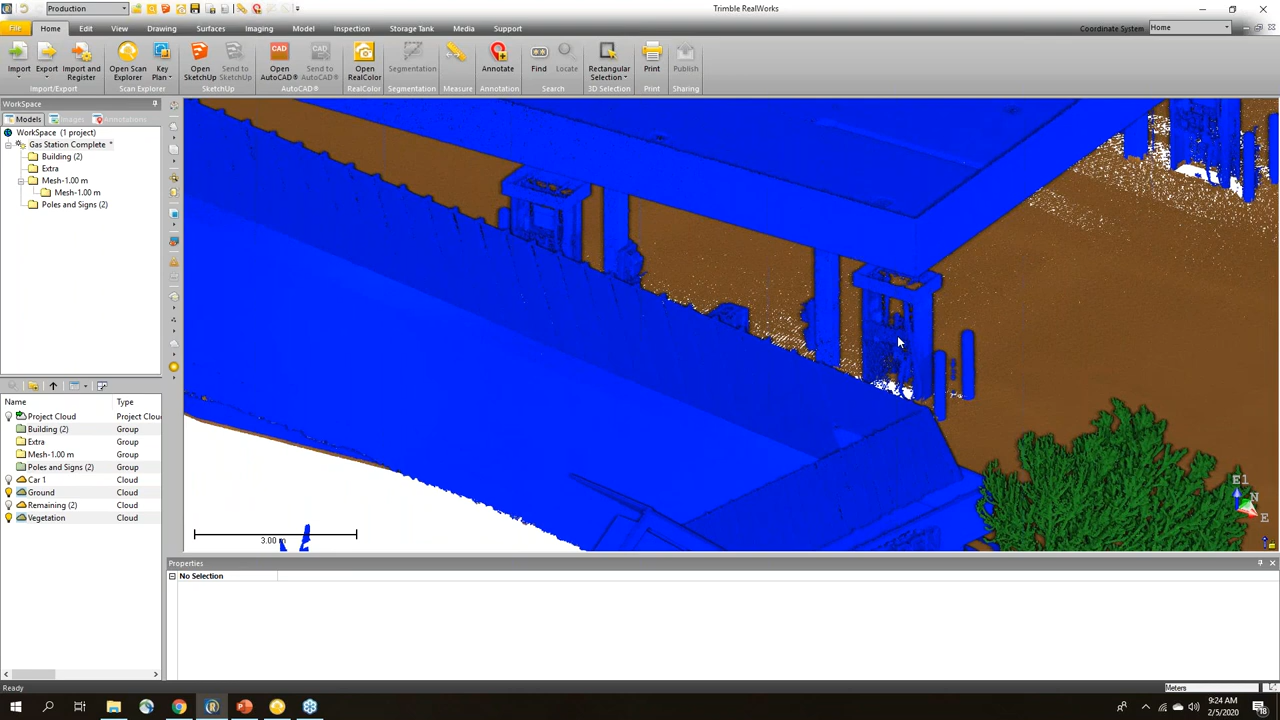 Production
Trimble RealWorks
File Home Edit View Drawing Surfaces Imaging Model Inspection Storage Tank Media Support
Coordinate System Home
Import Export Import and Register
Open Scan Explorer Key Plan
Open SketchUp Send to SketchUp
Open AutoCAD® Send to AutoCAD®
Open RealColor
Segmentation
Annotate
Find Locate
Rectangular Selection
Print
Publish
Import/Export Scan Explorer SketchUp AutoCAD® RealColor Segmentation Measure Annotation Search 3D Selection Print Sharing
WorkSpace
Models Images Annotations
WorkSpace (1 project)
Gas Station Complete *
Building (2)
Extra
Mesh-1.00 m
Mesh-1.00 m
Poles and Signs (2)
Name Type
Project Cloud Project Clou
Building (2) Group
Extra Group
Mesh-1.00 m Group
Poles and Signs (2) Group
Car 1 Cloud
Ground Cloud
Remaining (2) Cloud
Vegetation Cloud
3.00 m
E1
N
E
Properties
No Selection
Ready
Meters
9:24 AM
2/5/2020
18